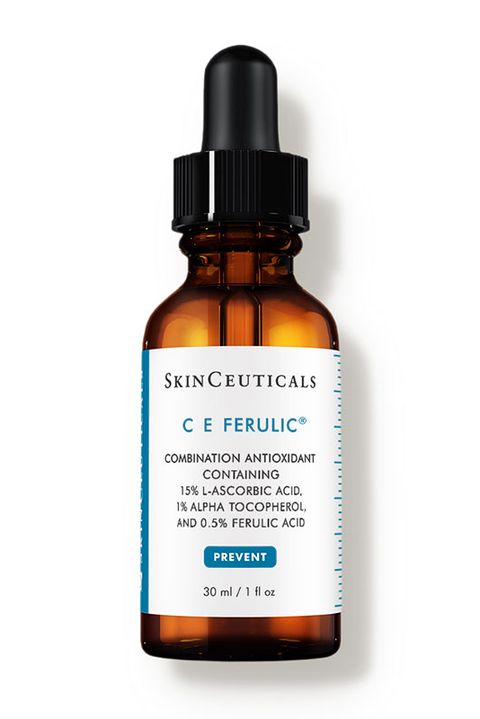 SKINCEUTICALS
C E FERULIC®
COMBINATION ANTIOXIDANT
CONTAINING
15% L-ASCORBIC ACID,
1% ALPHA TOCOPHEROL,
AND 0.5% FERULIC ACID
PREVENT
30 ml / 1 fl oz